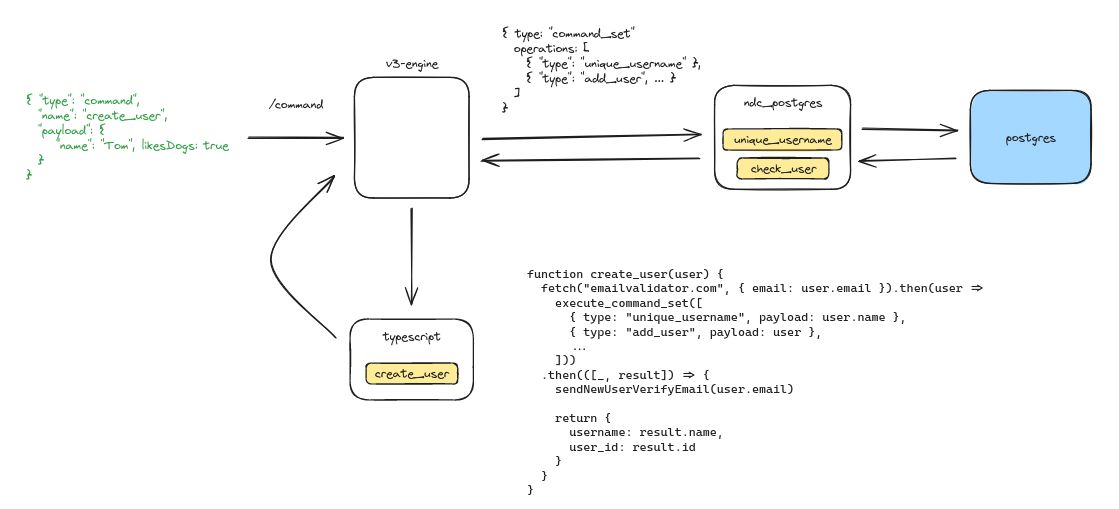 { "type": "command",
"name": "create_user",
"payload": {
"name": "Tom", likesDogs: true
}
}
/command
v3-engine
{ type: "command_set"
operations: [
{ "type": "unique_username" },
{ "type": "add_user", ... }
]
}
ndc_postgres
unique_username
check_user
postgres
typescript
create_user
function create_user(user) {
fetch("emailvalidator.com", { email: user.email }).then(user =>
execute_command_set([
{ type: "unique_username", payload: user.name },
{ type: "add_user", payload: user },
...
]))
.then(([_, result]) => {
sendNewUserVerifyEmail(user.email)
return {
username: result.name,
user_id: result.id
}
}
}